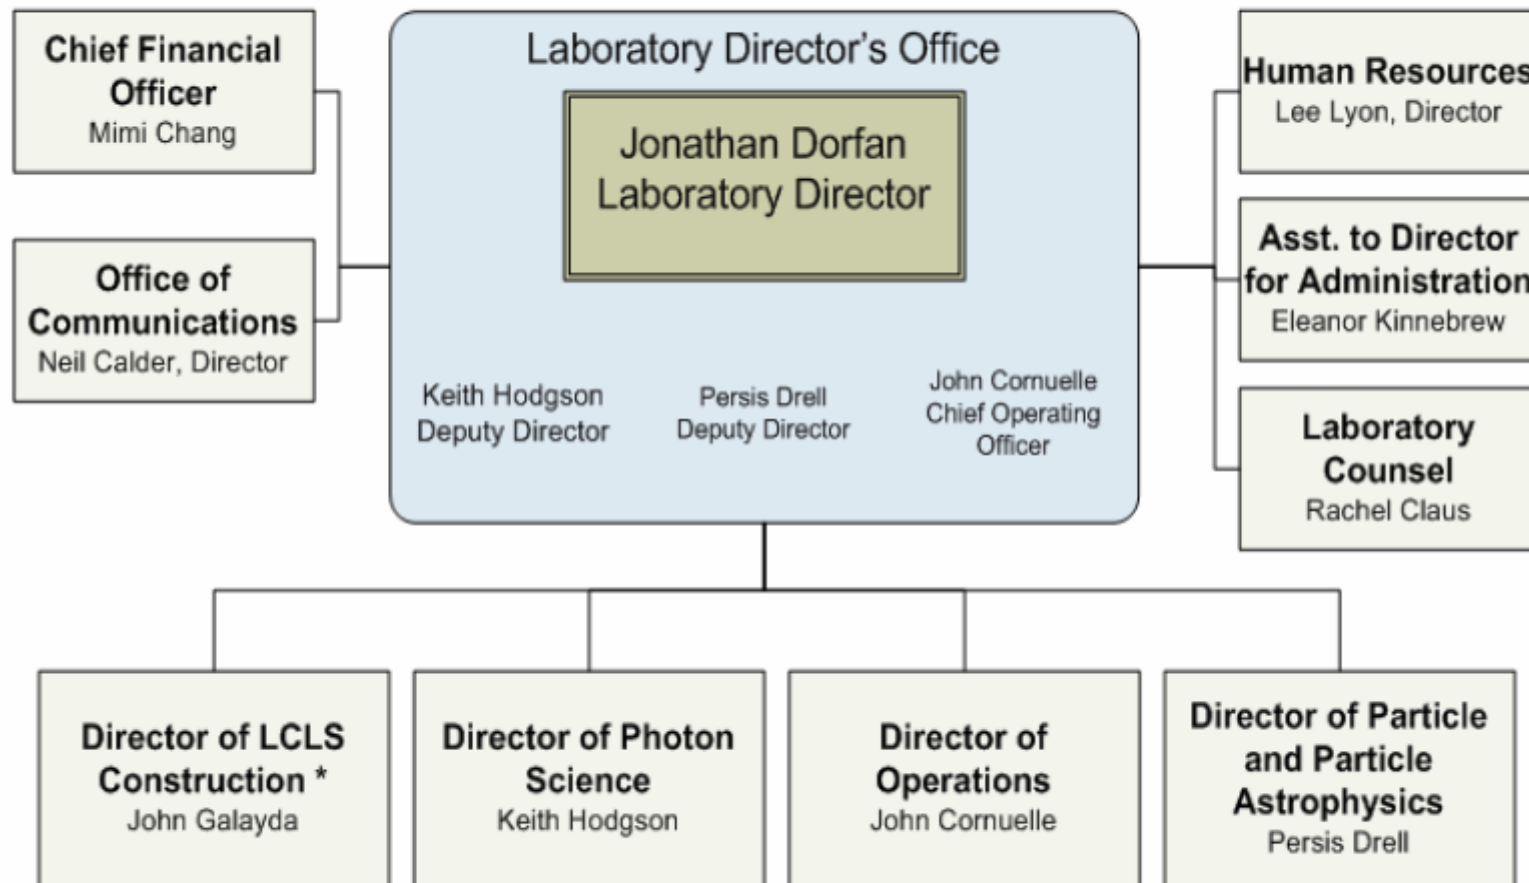 Chief Financial
Officer
Mimi Chang
Office of
Communications
Neil Calder, Director
Laboratory Director's Office
Jonathan Dorfan
Laboratory Director
Keith Hodgson
Deputy Director
Persis Drell
Deputy Director
John Cornuelle
Chief Operating
Officer
Human Resources
Lee Lyon, Director
Asst. to Director
for Administration
Eleanor Kinnebrew
Laboratory
Counsel
Rachel Claus
Director of LCLS
Construction *
John Galayda
Director of Photon
Science
Keith Hodgson
Director of
Operations
John Cornuelle
Director of Particle
and Particle
Astrophysics
Persis Drell